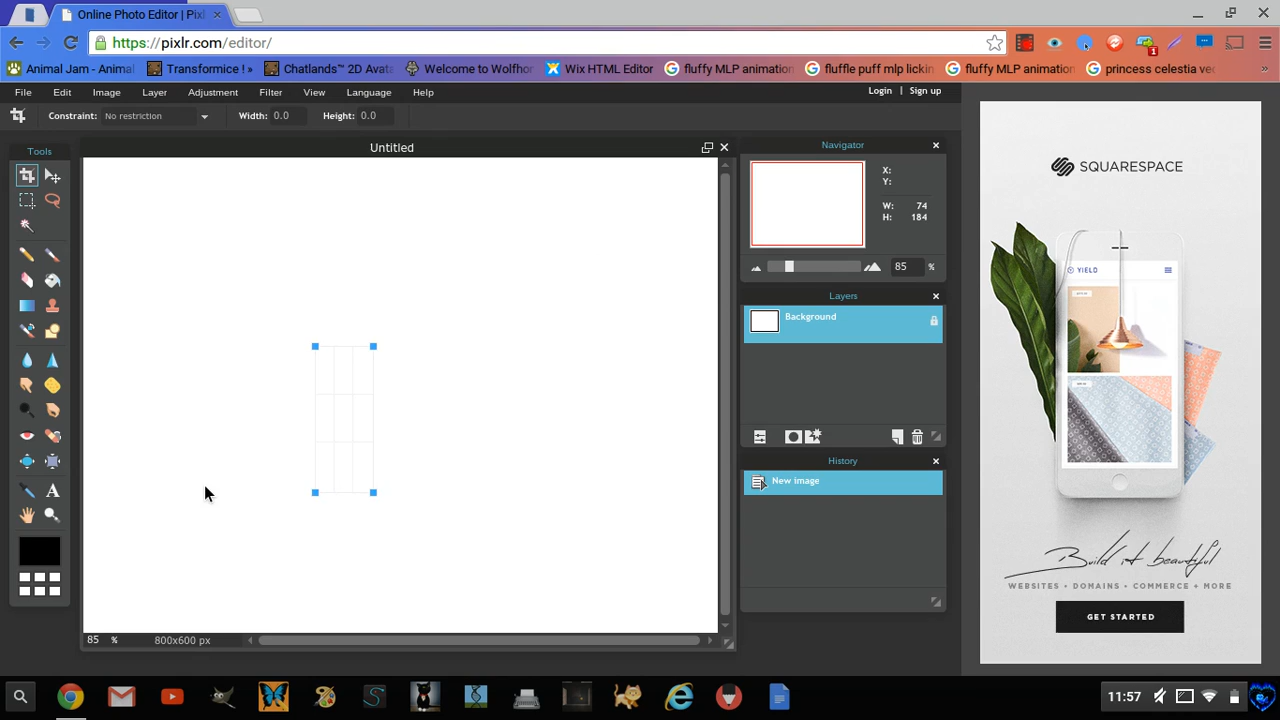 Online Photo Editor | Pixl
https://pixlr.com/editor/
1
Animal Jam - Animal
Transformice ! »
Chatlands™ 2D Avata
Welcome to Wolfhor
Wix HTML Editor
fluffy MLP animation
fluffle puff mlp lickin
fluffy MLP animation
princess celestia vec
»
File Edit Image Layer Adjustment Filter View Language Help
Login | Sign up
Constraint: No restriction Width: 0.0 Height: 0.0
Tools
Untitled
Navigator
X:
Y:
W: 74
H: 184
85 %
Layers
Background
History
New image
A
85 % 800x600 px
SQUARESPACE
YIELD
Build it beautiful
WEBSITES • DOMAINS • COMMERCE + MORE
GET STARTED
11:57